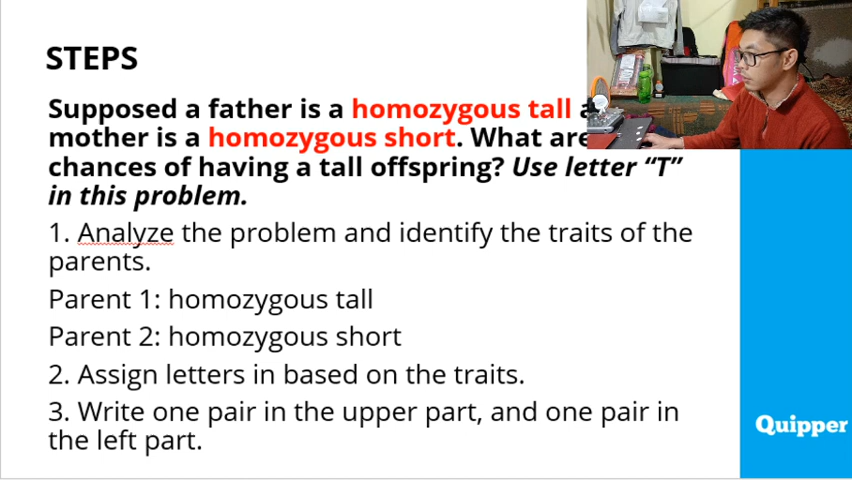 STEPS
Supposed a father is a homozygous tall
mother is a homozygous short. What are
chances of having a tall offspring? Use letter “T”
in this problem.
1. Analyze the problem and identify the traits of the
parents.
Parent 1: homozygous tall
Parent 2: homozygous short
2. Assign letters in based on the traits.
3. Write one pair in the upper part, and one pair in
the left part.
Quipper